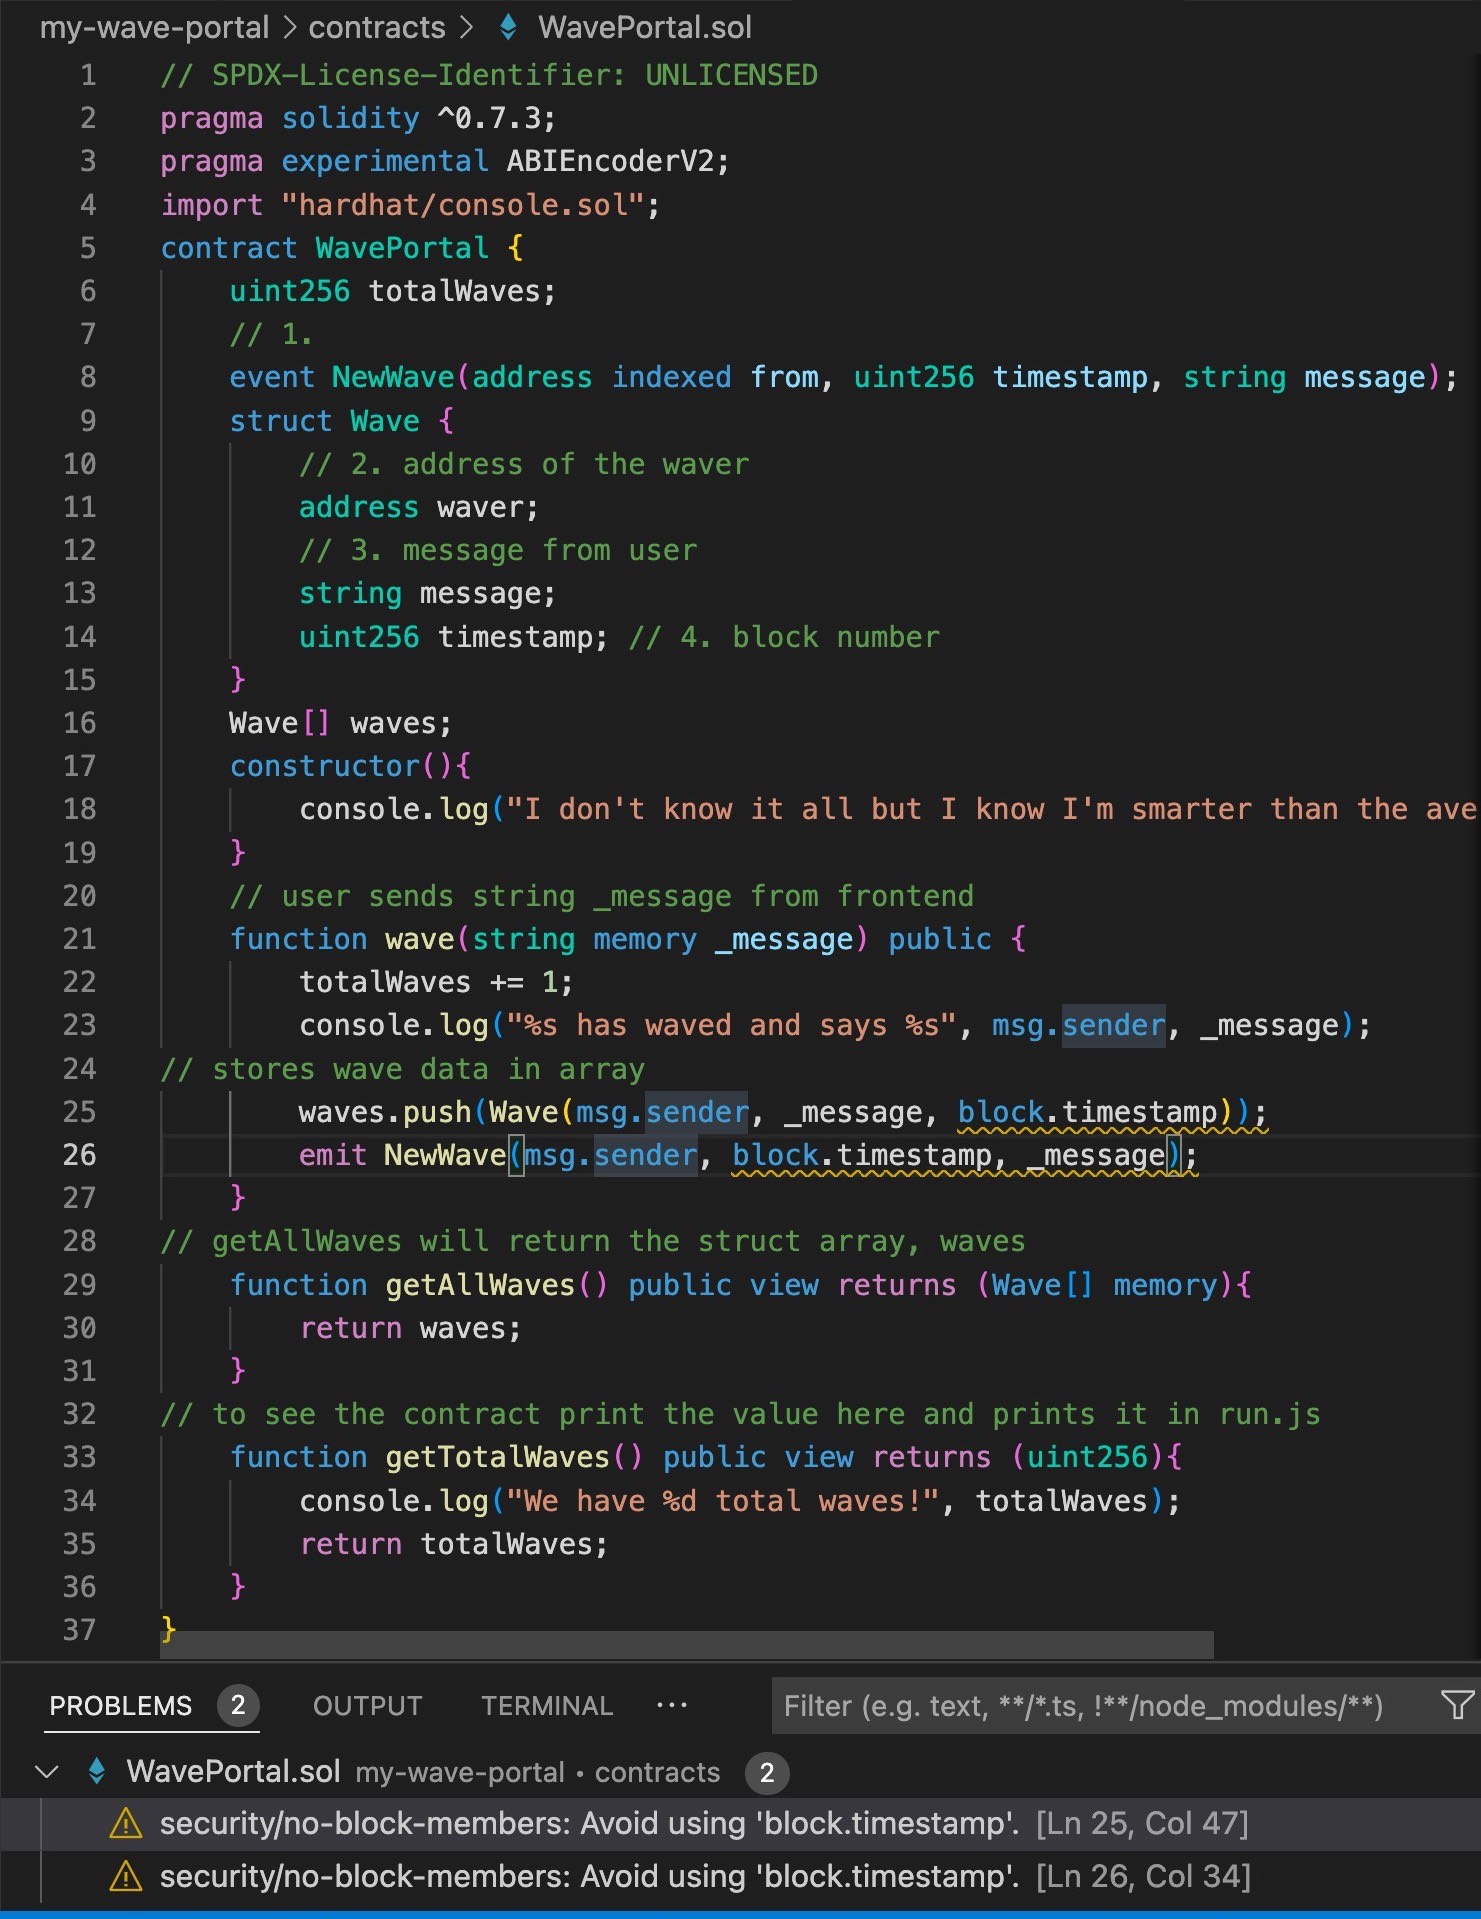 my-wave-portal > contracts > WavePortal.sol
1 // SPDX-License-Identifier: UNLICENSED
2 pragma solidity ^0.7.3;
3 pragma experimental ABIEncoderV2;
4 import "hardhat/console.sol";
5 contract WavePortal {
6 uint256 totalWaves;
7 // 1.
8 event NewWave(address indexed from, uint256 timestamp, string message);
9 struct Wave {
10 // 2. address of the waver
11 address waver;
12 // 3. message from user
13 string message;
14 uint256 timestamp; // 4. block number
15 }
16 Wave[] waves;
17 constructor(){
18 console.log("I don't know it all but I know I'm smarter than the ave
19 }
20 // user sends string _message from frontend
21 function wave(string memory _message) public {
22 totalWaves += 1;
23 console.log("%s has waved and says %s", msg.sender, _message);
24 // stores wave data in array
25 waves.push(Wave(msg.sender, _message, block.timestamp));
26 emit NewWave(msg.sender, block.timestamp, _message);
27 }
28 // getAllWaves will return the struct array, waves
29 function getAllWaves() public view returns (Wave[] memory){
30 return waves;
31 }
32 // to see the contract print the value here and prints it in run.js
33 function getTotalWaves() public view returns (uint256){
34 console.log("We have %d total waves!", totalWaves);
35 return totalWaves;
36 }
37 }
PROBLEMS 2 OUTPUT TERMINAL ··· Filter (e.g. text, **/*.ts, !**/node_modules/**)
WavePortal.sol my-wave-portal • contracts 2
security/no-block-members: Avoid using 'block.timestamp'. [Ln 25, Col 47]
security/no-block-members: Avoid using 'block.timestamp'. [Ln 26, Col 34]